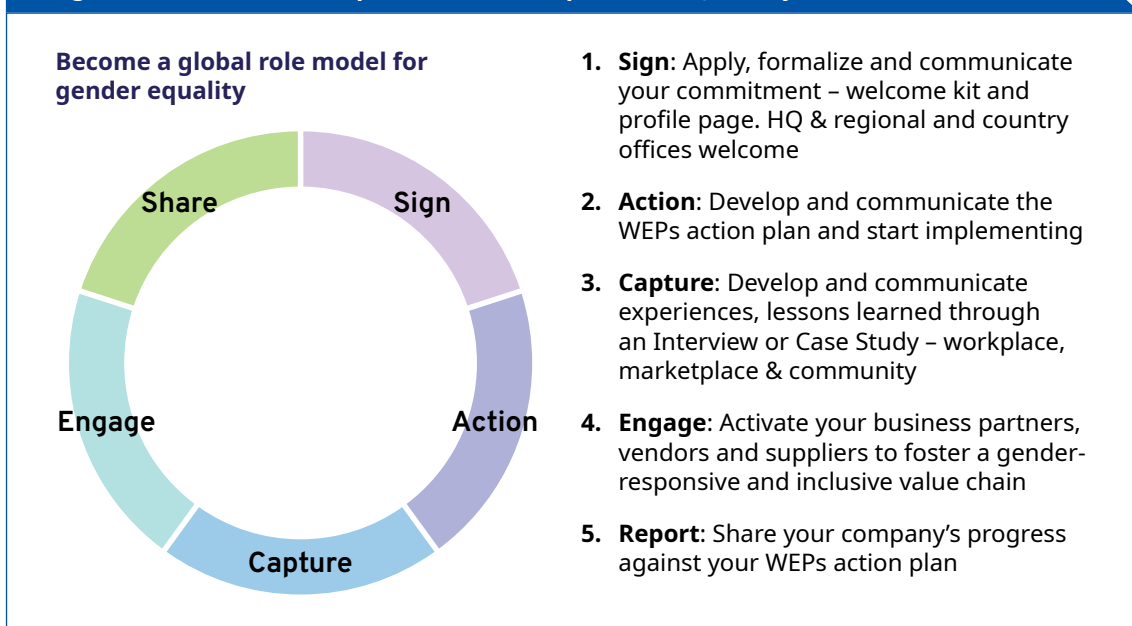 Become a global role model for
gender equality
Share
Sign
Engage
Action
Capture
1. Sign: Apply, formalize and communicate
your commitment – welcome kit and
profile page. HQ & regional and country
offices welcome
2. Action: Develop and communicate the
WEPs action plan and start implementing
3. Capture: Develop and communicate
experiences, lessons learned through
an Interview or Case Study – workplace,
marketplace & community
4. Engage: Activate your business partners,
vendors and suppliers to foster a gender-
responsive and inclusive value chain
5. Report: Share your company’s progress
against your WEPs action plan